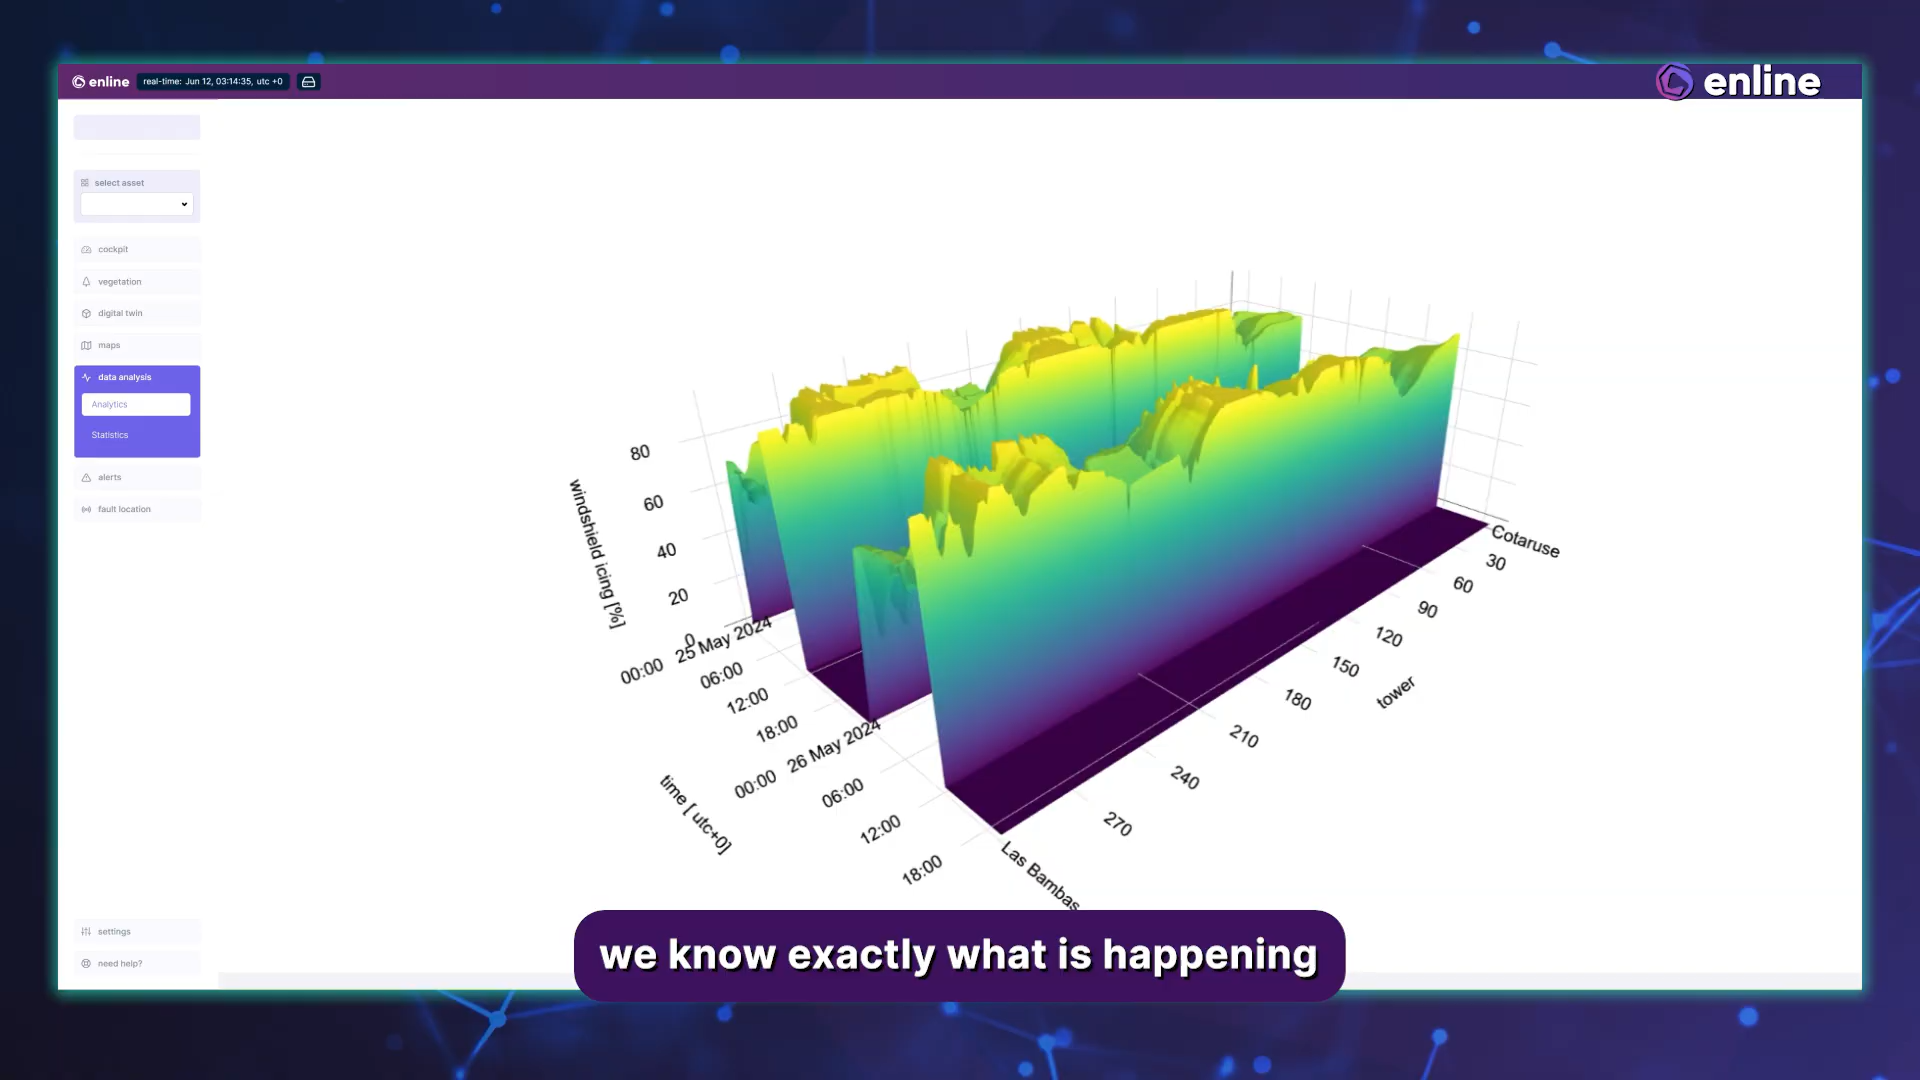 enline
real-time: Jun 12, 03:14:35, utc +0
enline
select asset
cockpit
vegetation
digital twin
maps
data analysis
Analytics
Statistics
alerts
fault location
settings
need help?
windshield icing [%]
80
60
40
20
0
00:00
25 May 2024
06:00
12:00
18:00
00:00
26 May 2024
06:00
12:00
18:00
time [ utc+0]
Cotaruse
30
60
90
120
150
180
210
240
270
tower
Las Bambas
we know exactly what is happening